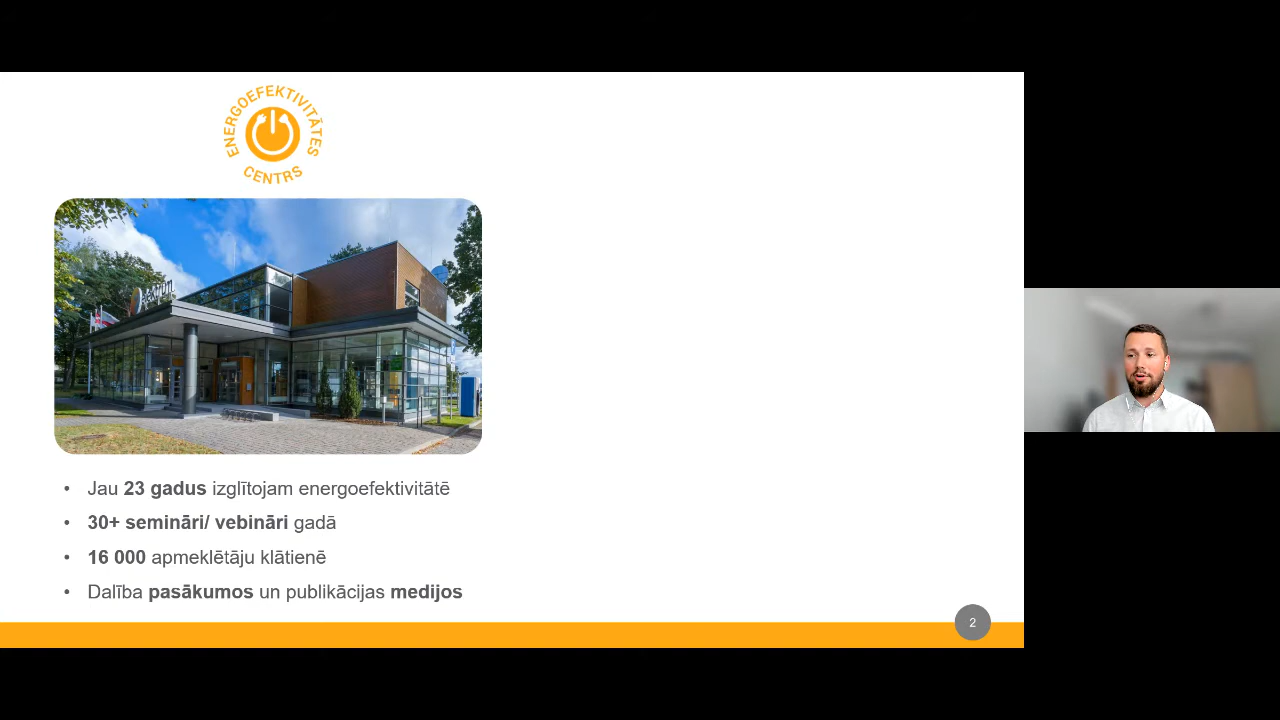 ENERGOEFEKTIVITĀTES
CENTRS
Jau 23 gadus izglītojam energoefektivitātē
30+ semināri/ vebināri gadā
16 000 apmeklētāju klātienē
Dalība pasākumos un publikācijas medijos
2